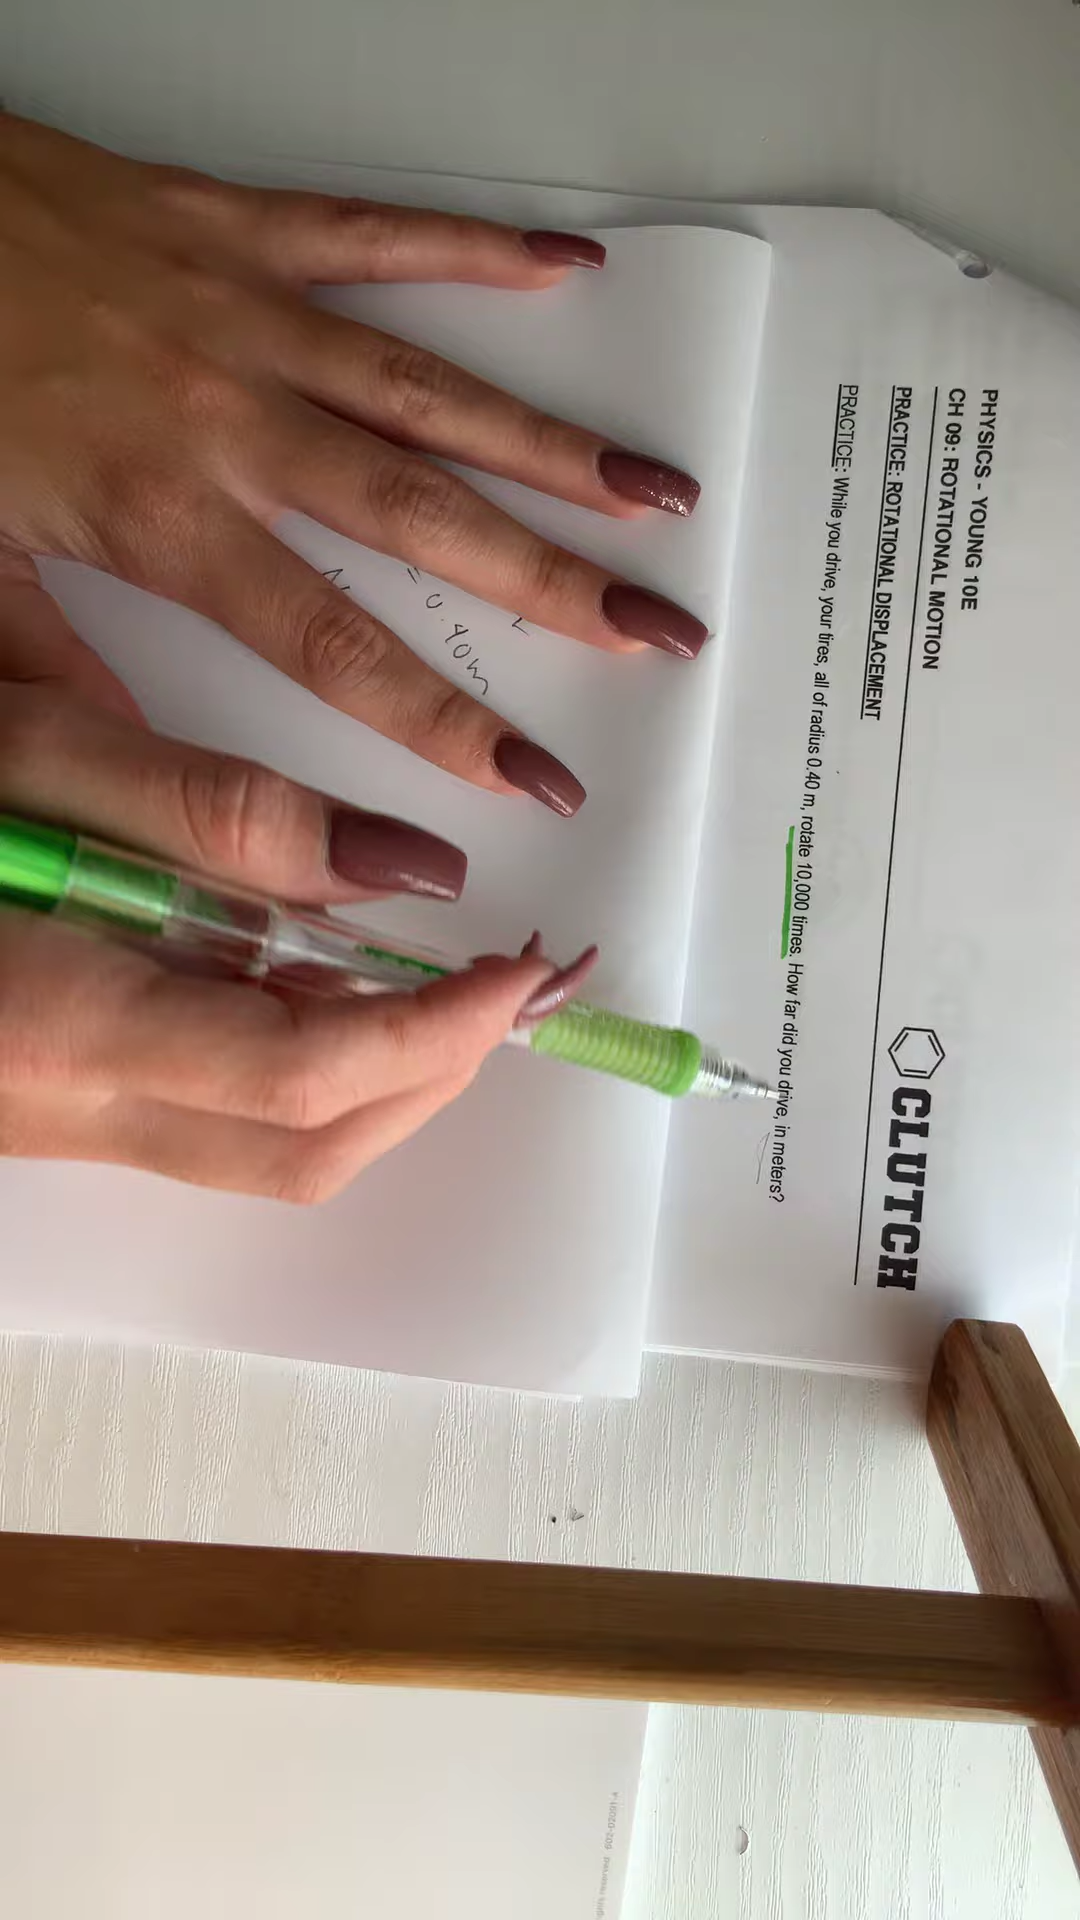 PHYSICS - YOUNG 10E
CH 09: ROTATIONAL MOTION
CLUTCH
PRACTICE: ROTATIONAL DISPLACEMENT
PRACTICE: While you drive, your tires, all of radius 0.40 m, rotate 10,000 times. How far did you drive, in meters?
= 0.40m